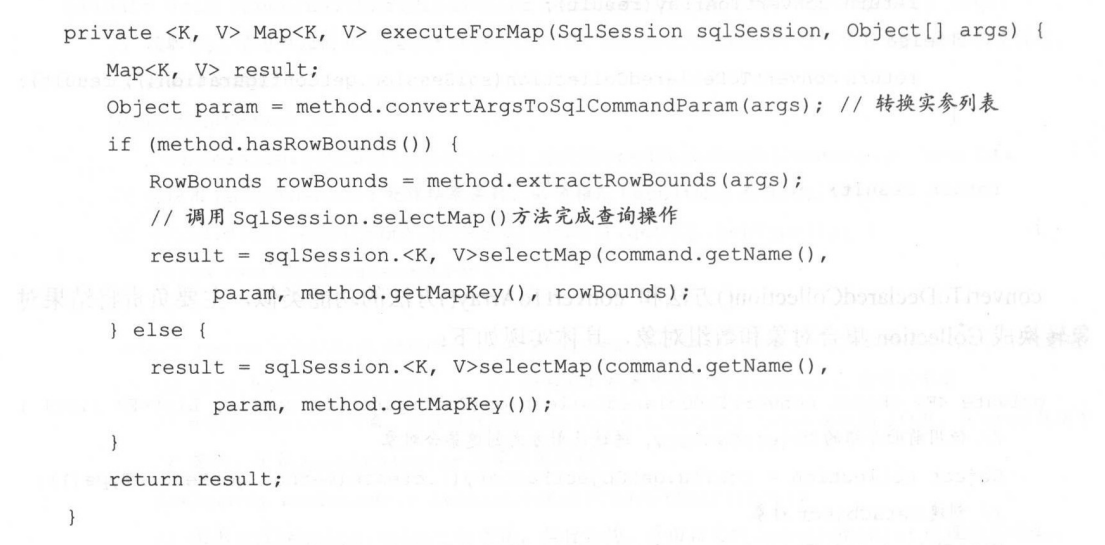 private <K, V> Map<K, V> executeForMap(SqlSession sqlSession, Object[] args) {
Map<K, V> result;
Object param = method.convertArgsToSqlCommandParam(args); // 转换实参列表
if (method.hasRowBounds()) {
RowBounds rowBounds = method.extractRowBounds(args);
// 调用 SqlSession.selectMap()方法完成查询操作
result = sqlSession.<K, V>selectMap(command.getName(),
param, method.getMapKey(), rowBounds);
} else {
result = sqlSession.<K, V>selectMap(command.getName(),
param, method.getMapKey());
}
return result;
}